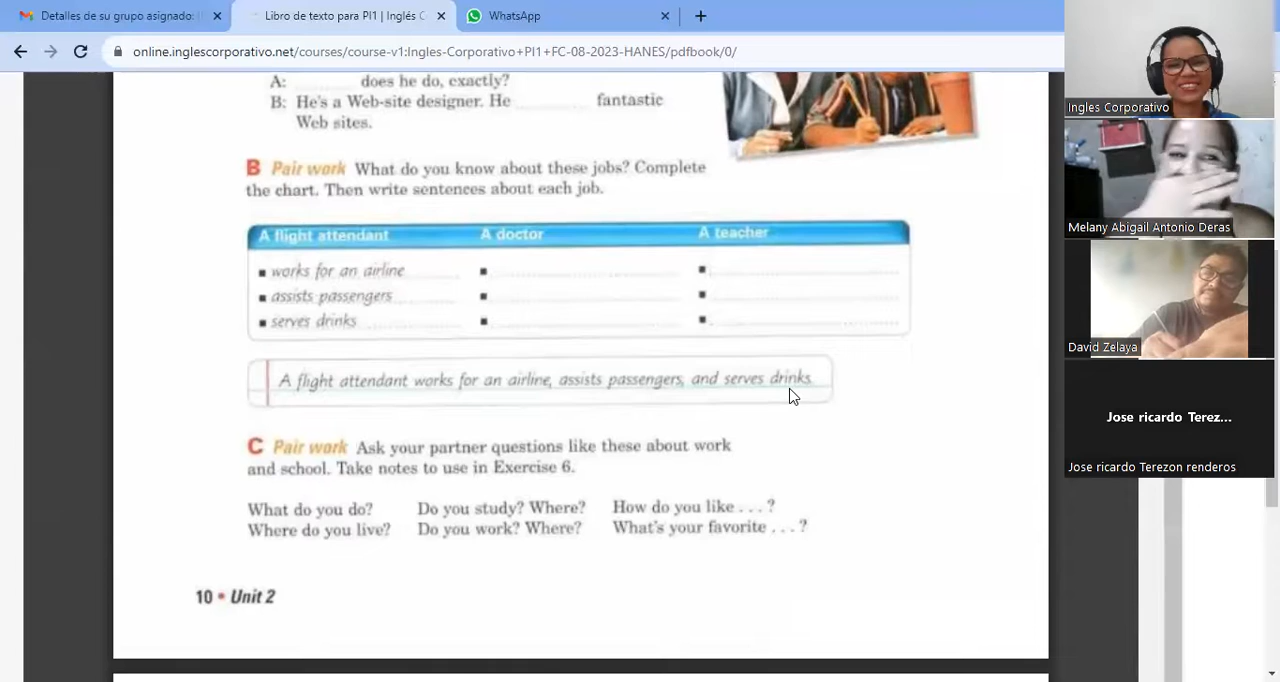 Detalles de su grupo asignado:
Libro de texto para PI1 | Inglés C
WhatsApp
online.inglescorporativo.net/courses/course-v1:Ingles-Corporativo+PI1+FC-08-2023-HANES/pdfbook/0/
A: ______ does he do, exactly?
B: He's a Web-site designer. He ______ fantastic
Web sites.
B Pair work What do you know about these jobs? Complete
the chart. Then write sentences about each job.
A flight attendant A doctor A teacher
■ works for an airline ■ ■
■ assists passengers ■ ■
■ serves drinks ■ ■
A flight attendant works for an airline, assists passengers, and serves drinks.
C Pair work Ask your partner questions like these about work
and school. Take notes to use in Exercise 6.
What do you do? Do you study? Where? How do you like . . . ?
Where do you live? Do you work? Where? What's your favorite . . . ?
10 • Unit 2
Ingles Corporativo
Melany Abigail Antonio Deras
David Zelaya
Jose ricardo Terez...
Jose ricardo Terezon renderos